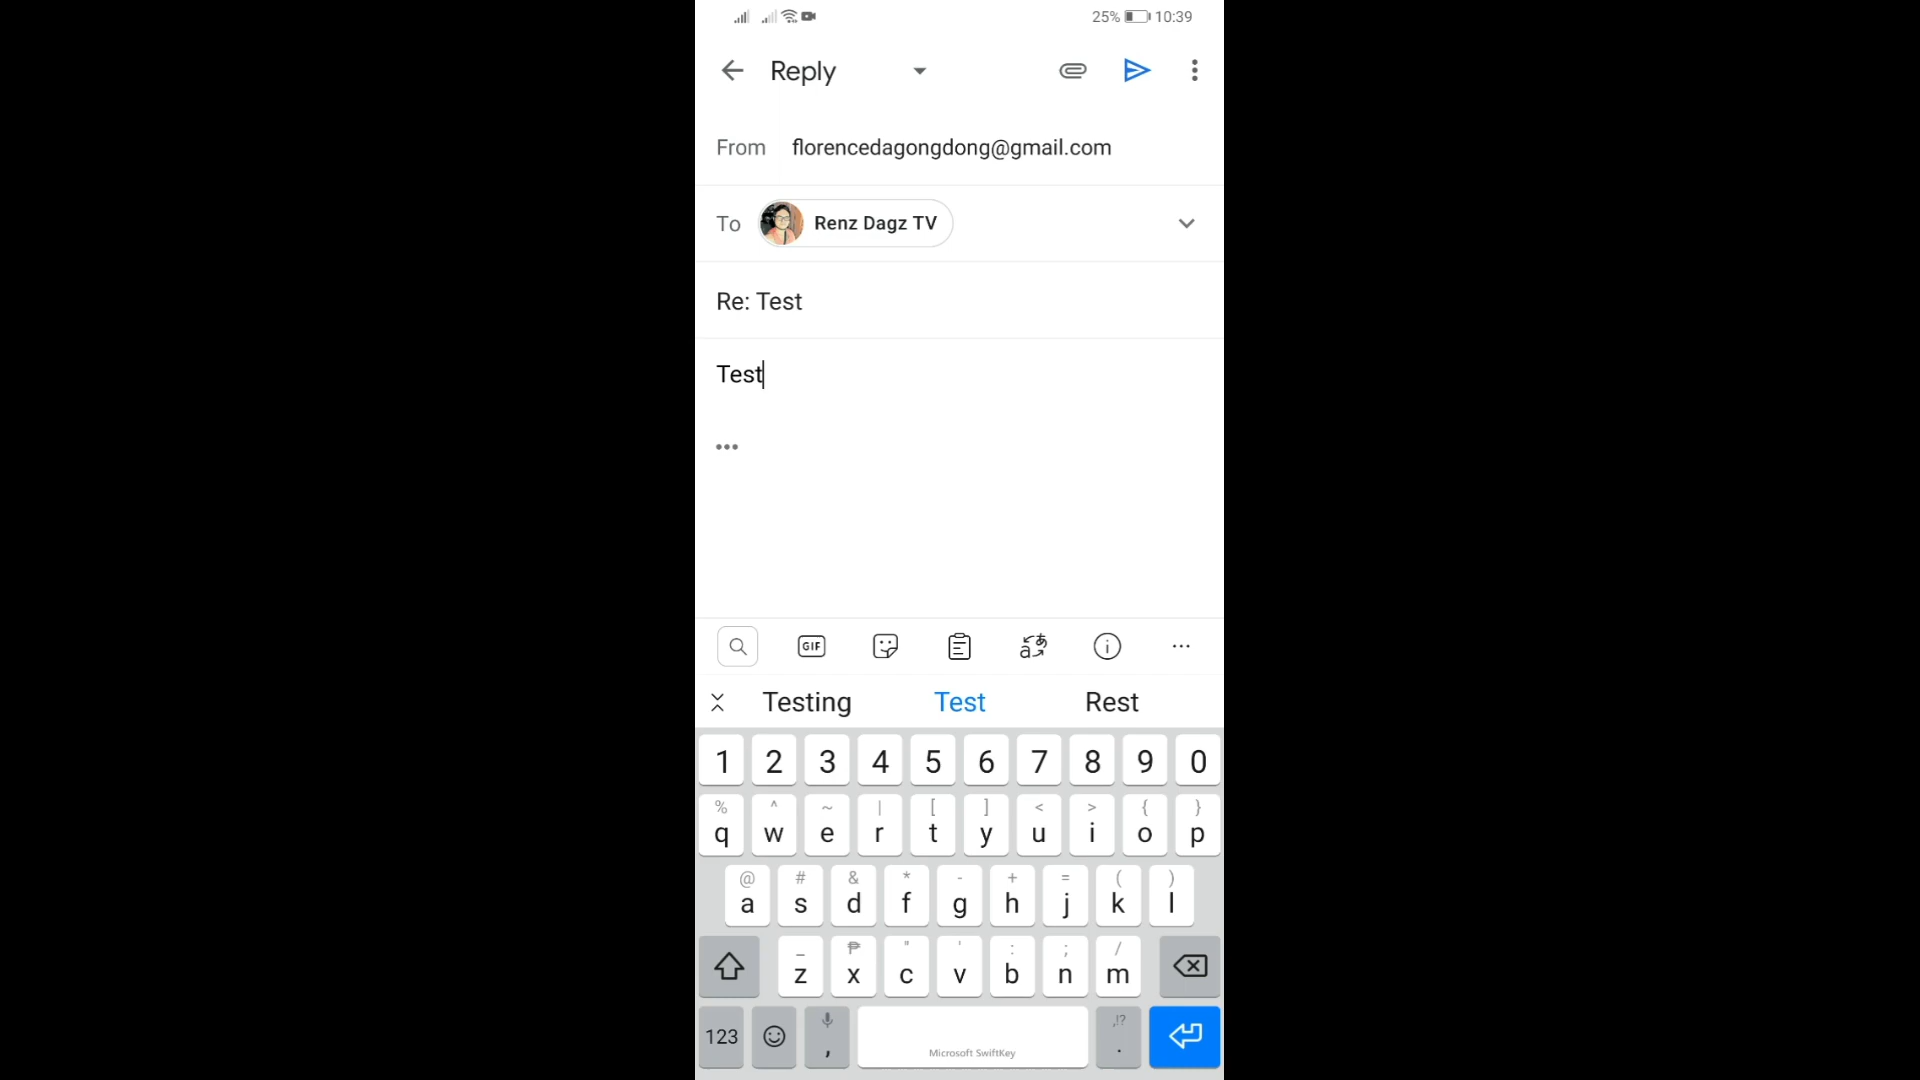 25% 10:39
Reply
From florencedagongdong@gmail.com
To Renz Dagz TV
Re: Test
Test
•••
GIF
Testing Test Rest
1 2 3 4 5 6 7 8 9 0
% ^ ~ | [ ] < > { }
q w e r t y u i o p
@ # & * - + = ( )
a s d f g h j k l
_ ₱ " ' : ; /
z x c v b n m
123 , Microsoft SwiftKey ,!? .